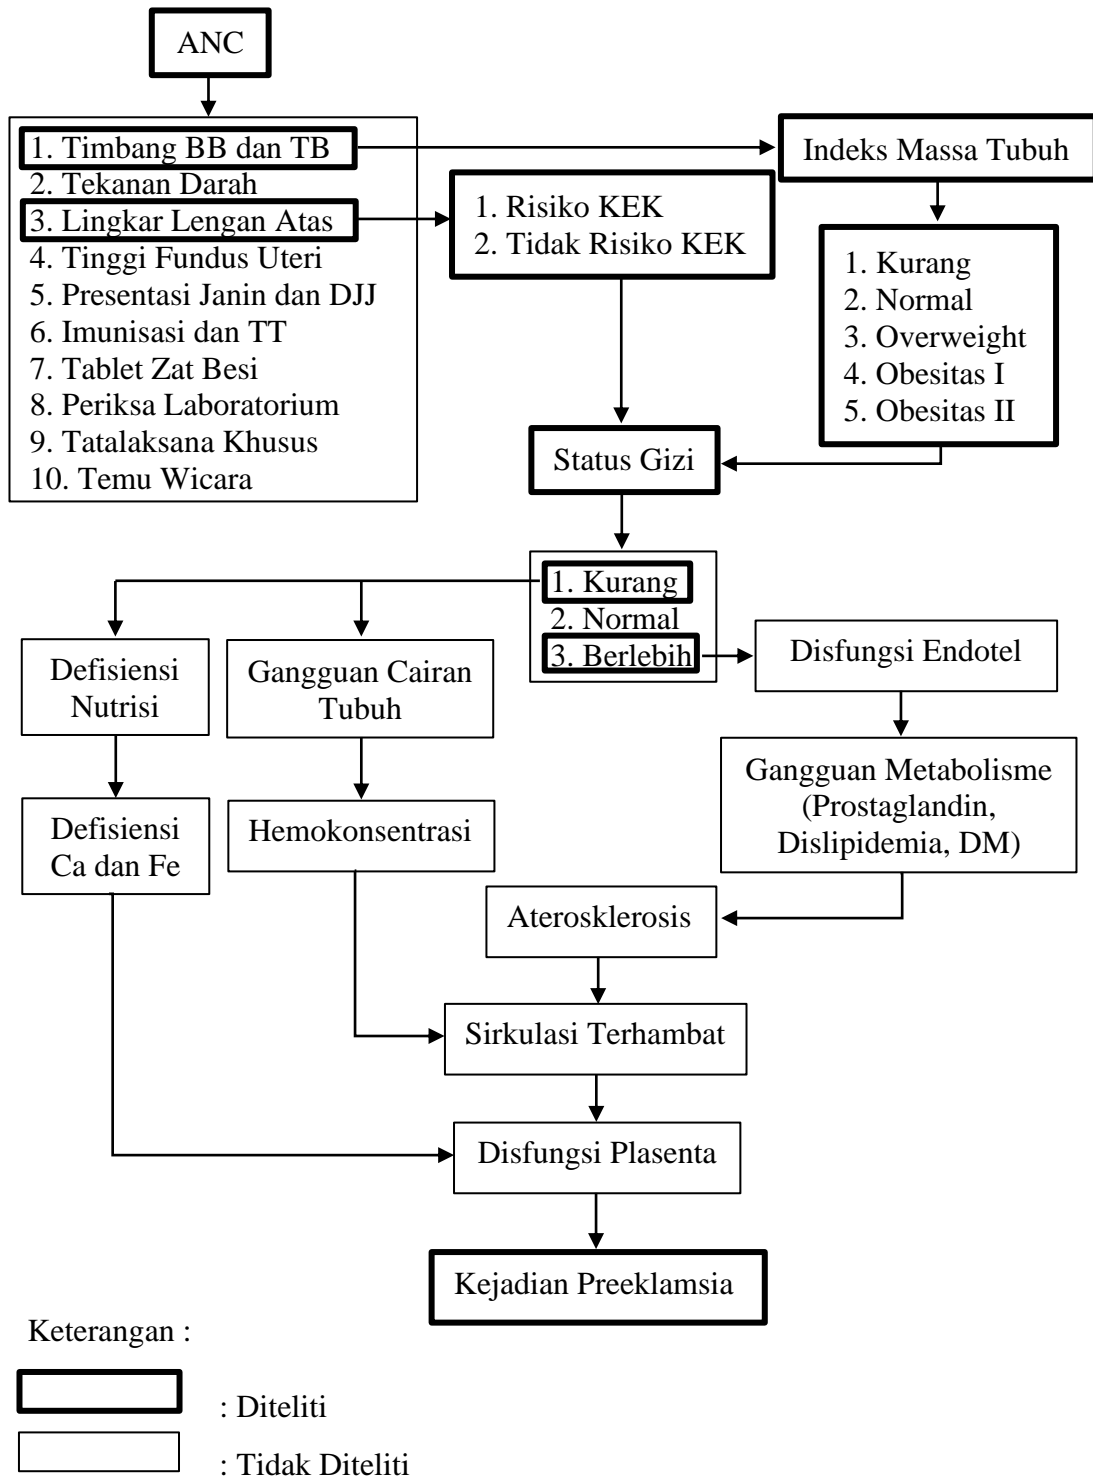 ANC
1. Timbang BB dan TB
2. Tekanan Darah
3. Lingkar Lengan Atas
4. Tinggi Fundus Uteri
5. Presentasi Janin dan DJJ
6. Imunisasi dan TT
7. Tablet Zat Besi
8. Periksa Laboratorium
9. Tatalaksana Khusus
10. Temu Wicara
1. Risiko KEK
2. Tidak Risiko KEK
Indeks Massa Tubuh
1. Kurang
2. Normal
3. Overweight
4. Obesitas I
5. Obesitas II
Status Gizi
1. Kurang
2. Normal
3. Berlebih
Defisiensi
Nutrisi
Gangguan Cairan
Tubuh
Disfungsi Endotel
Defisiensi
Ca dan Fe
Hemokonsentrasi
Gangguan Metabolisme
(Prostaglandin,
Dislipidemia, DM)
Aterosklerosis
Sirkulasi Terhambat
Disfungsi Plasenta
Kejadian Preeklamsia
Keterangan :
: Diteliti
: Tidak Diteliti